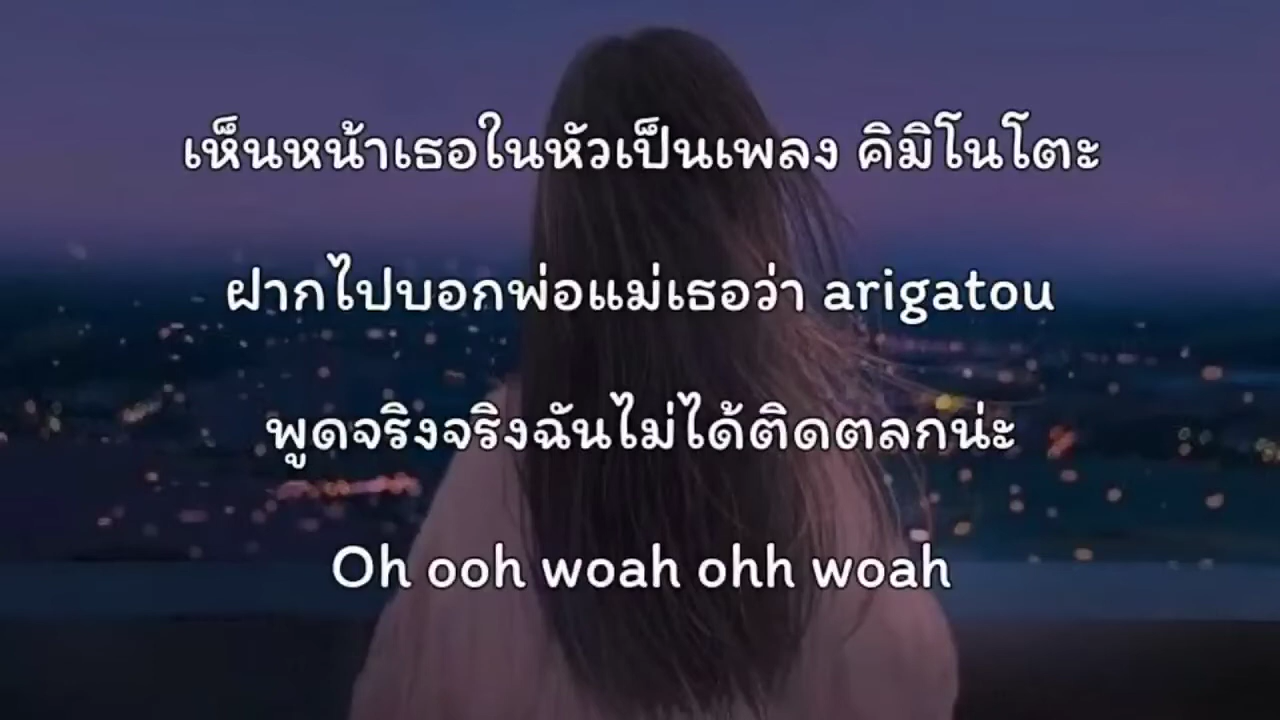 เห็นหน้าเธอในหัวเป็นเพลง คิมิโนโตะ
ฝากไปบอกพ่อแม่เธอว่า arigatou
พูดจริงจริงฉันไม่ได้ติดตลกน่ะ
Oh ooh woah ohh woah